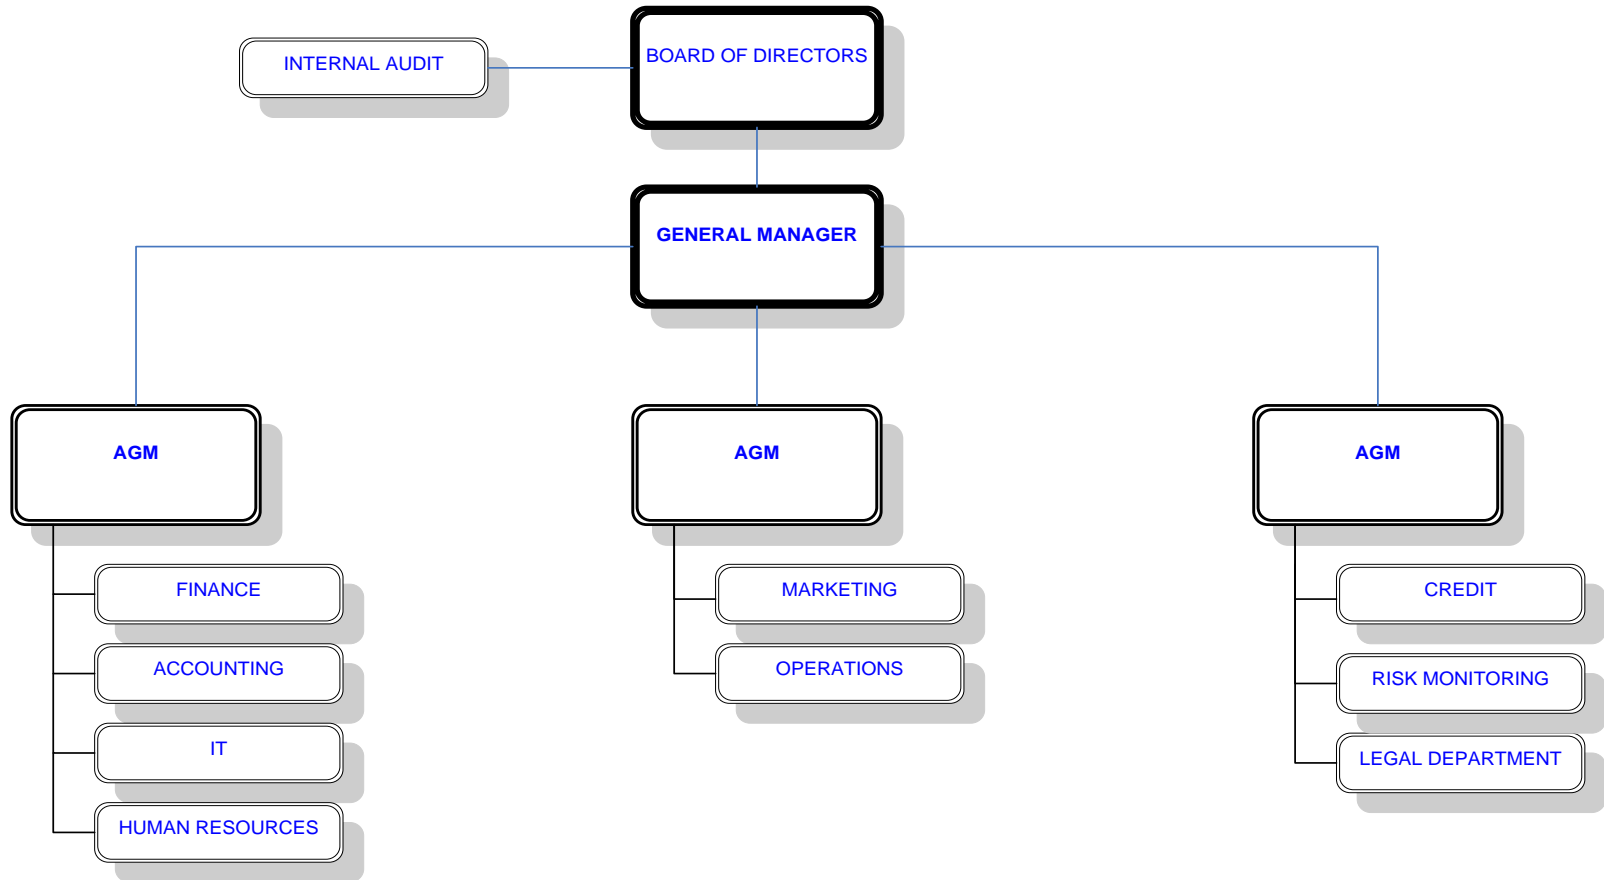 BOARD OF DIRECTORS
INTERNAL AUDIT
GENERAL MANAGER
AGM
AGM
AGM
FINANCE
ACCOUNTING
IT
HUMAN RESOURCES
MARKETING
OPERATIONS
CREDIT
RISK MONITORING
LEGAL DEPARTMENT